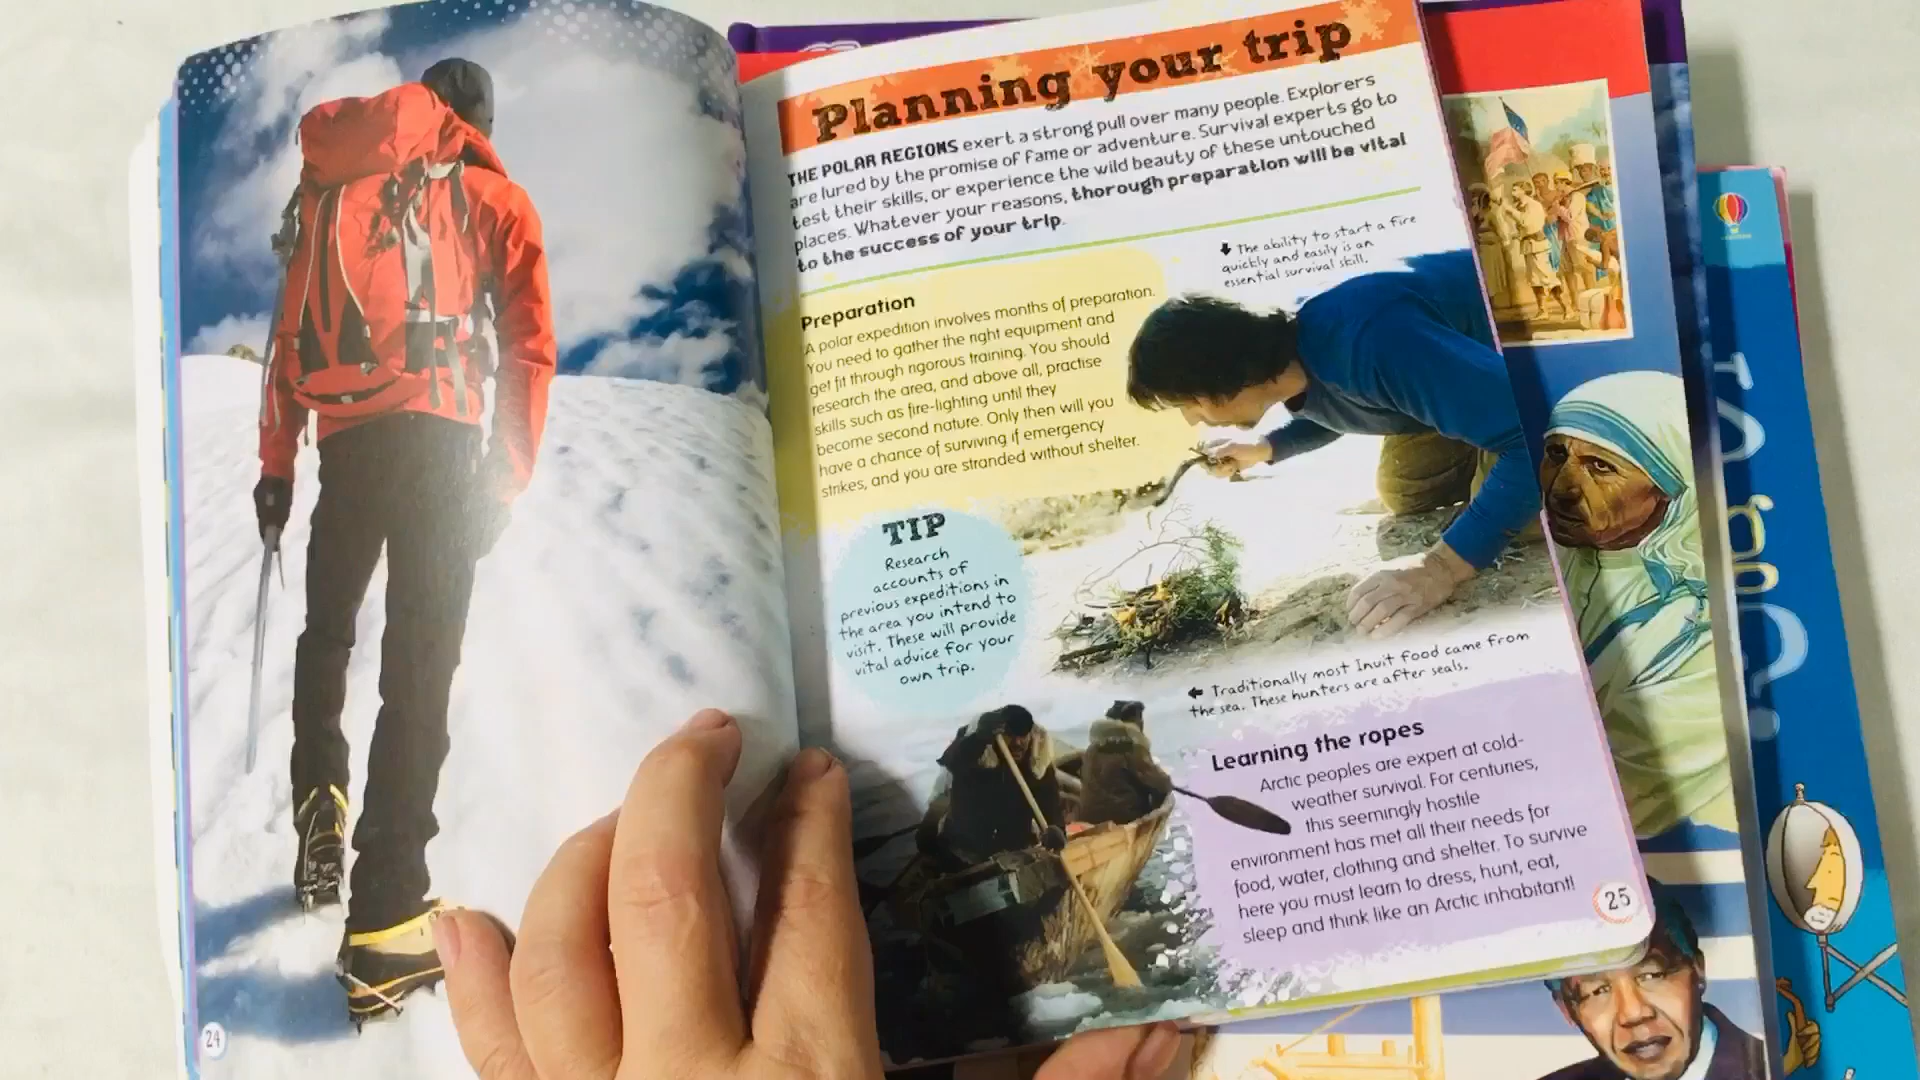 Planning your trip
THE POLAR REGIONS exert a strong pull over many people. Explorers
are lured by the promise of fame or adventure. Survival experts go to
test their skills, or experience the wild beauty of these untouched
places. Whatever your reasons, thorough preparation will be vital
to the success of your trip.
The ability to start a fire
quickly and easily is an
essential survival skill.
Preparation
A polar expedition involves months of preparation.
You need to gather the right equipment and
get fit through rigorous training. You should
research the area, and above all, practise
skills such as fire-lighting until they
become second nature. Only then will you
have a chance of surviving if emergency
strikes, and you are stranded without shelter.
TIP
Research
accounts of
previous expeditions in
the area you intend to
visit. These will provide
vital advice for your
own trip.
Traditionally most Inuit food came from
the sea. These hunters are after seals.
Learning the ropes
Arctic peoples are expert at cold-
weather survival. For centuries,
this seemingly hostile
environment has met all their needs for
food, water, clothing and shelter. To survive
here you must learn to dress, hunt, eat,
sleep and think like an Arctic inhabitant!
24
25